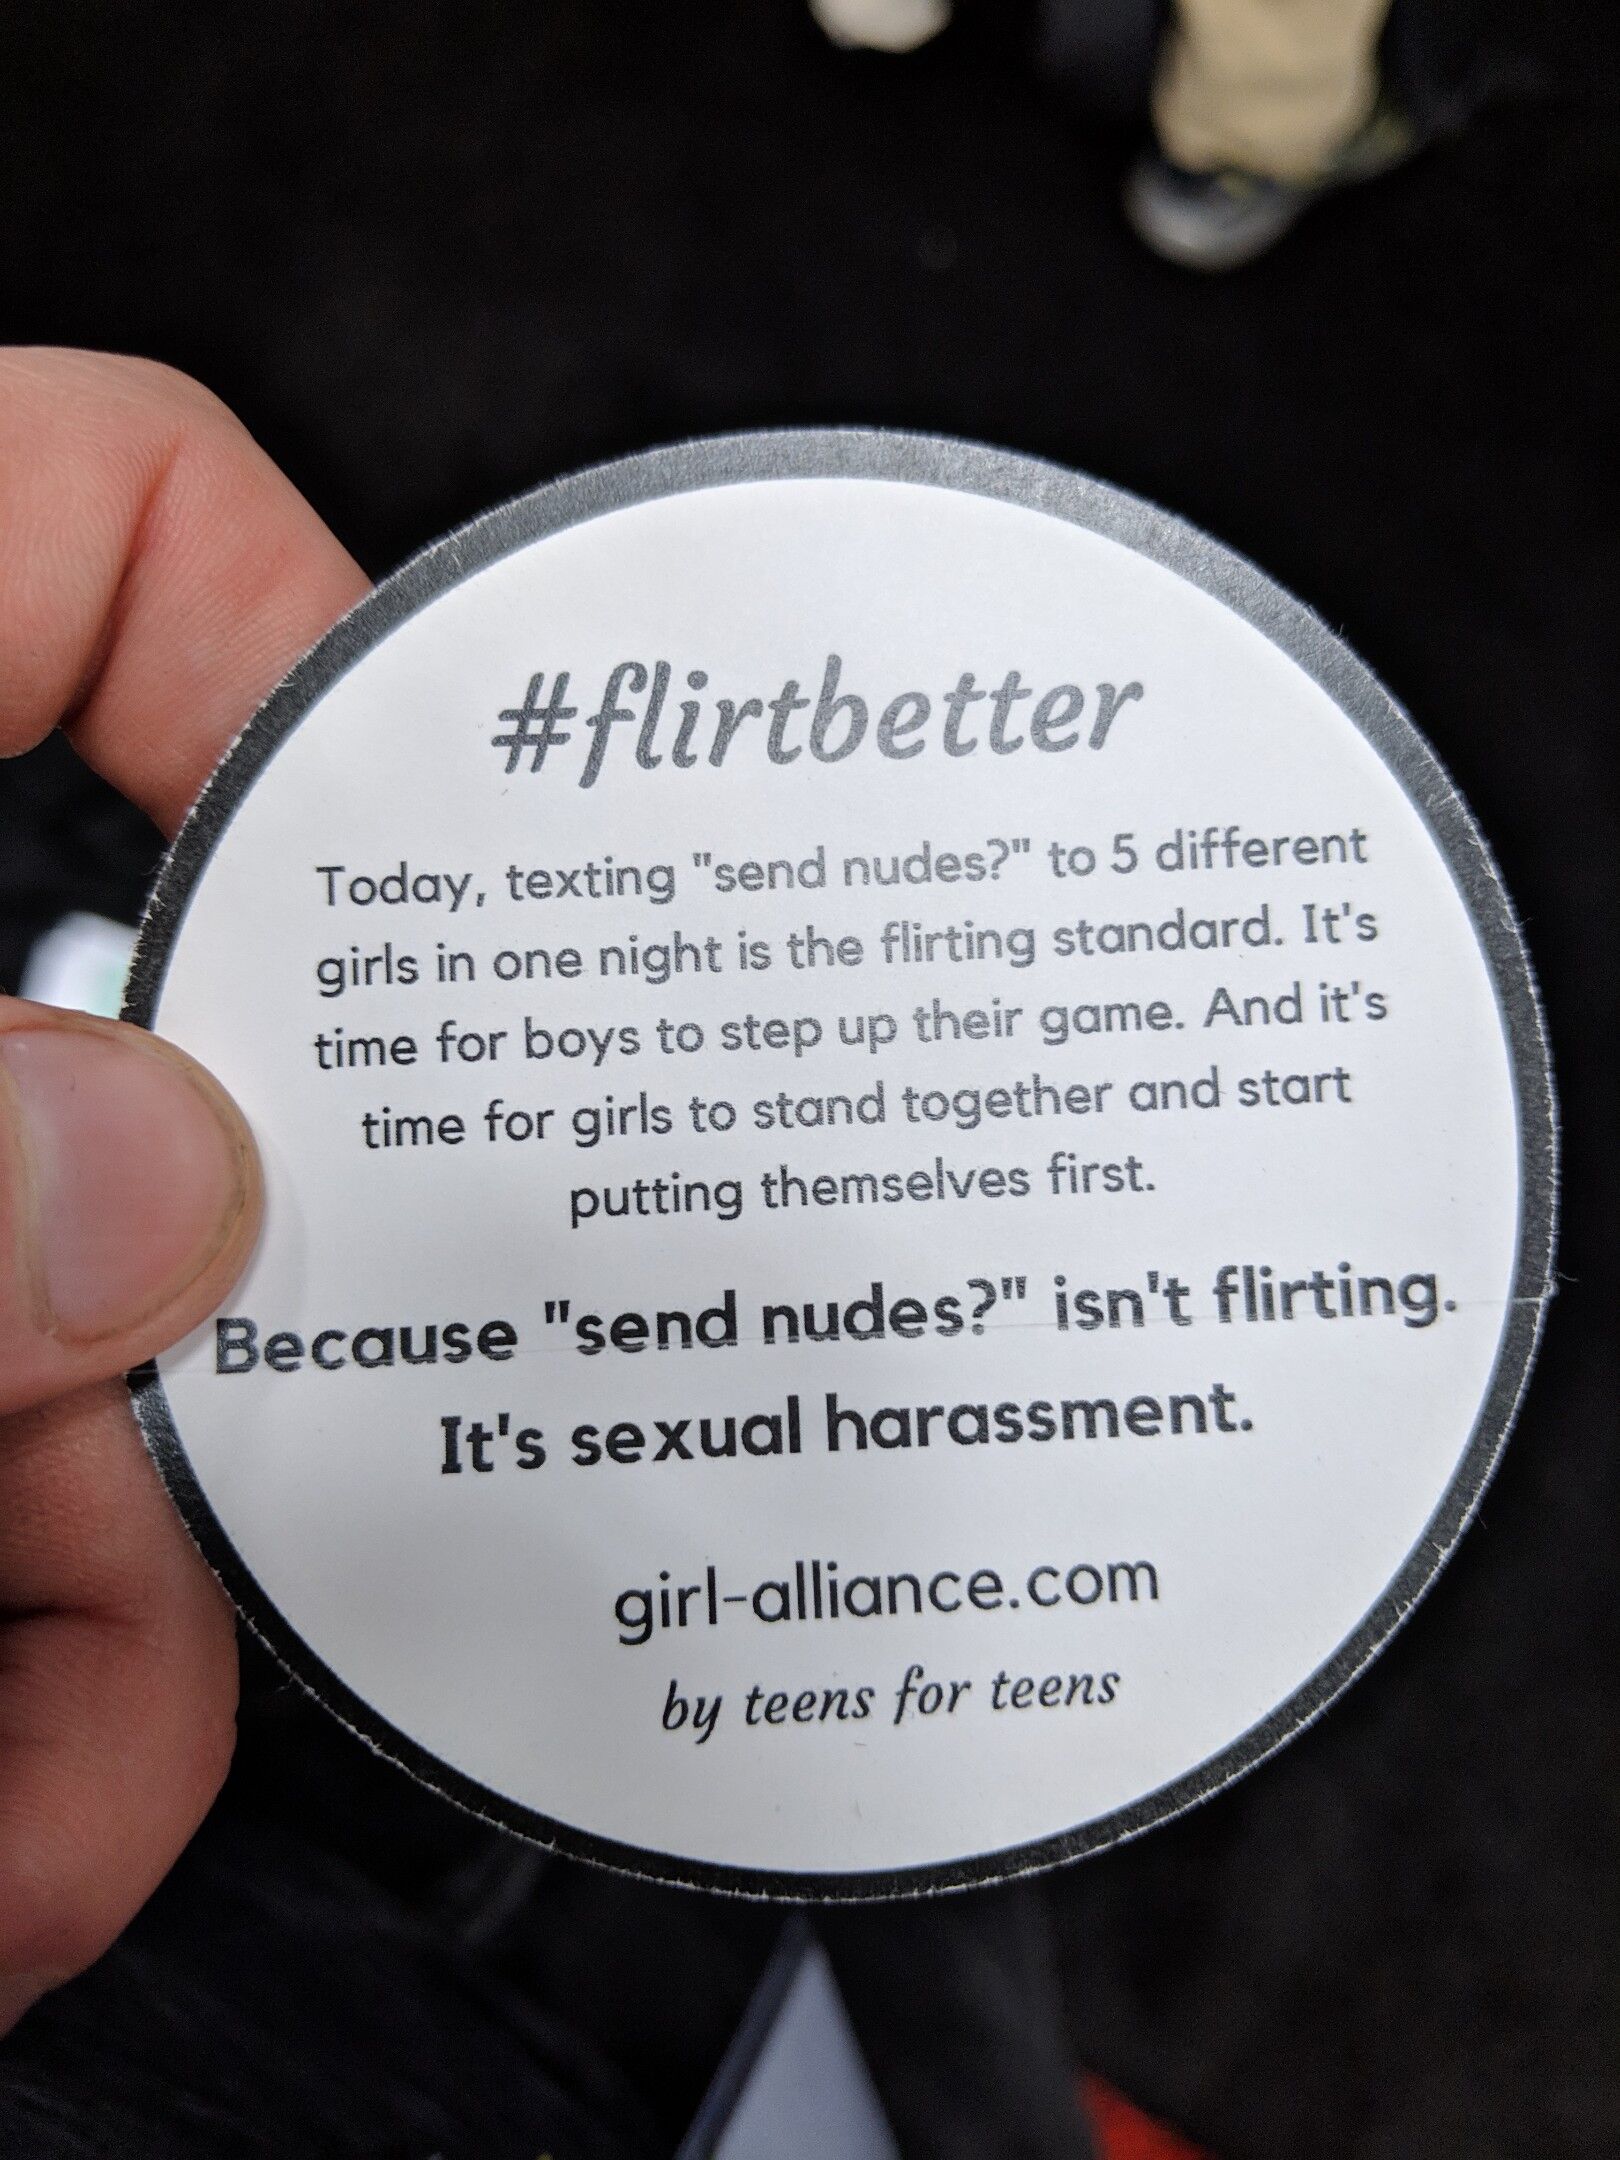 #flirtbetter
Today, texting "send nudes?" to 5 different
girls in one night is the flirting standard. It's
time for boys to step up their game. And it's
time for girls to stand together and start
putting themselves first.
Because "send nudes?" isn't flirting.
It's sexual harassment.
girl-alliance.com
by teens for teens